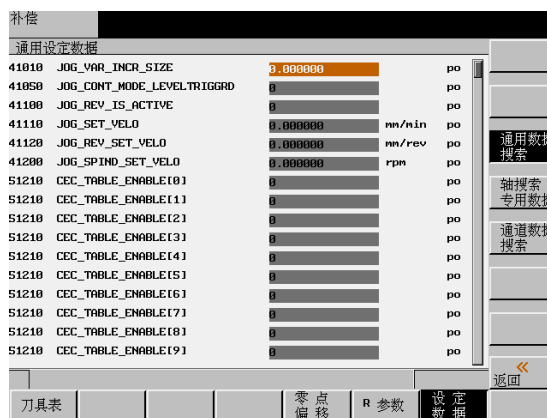 补偿
通用设定数据
41010 JOG_VAR_INCR_SIZE 0.000000 po
41050 JOG_CONT_MODE_LEVELTRIGGRD 0 po
41100 JOG_REV_IS_ACTIVE 0 po
41110 JOG_SET_VELO 0.000000 mm/min po
41120 JOG_REV_SET_VELO 0.000000 mm/rev po
41200 JOG_SPIND_SET_VELO 0.000000 rpm po
51210 CEC_TABLE_ENABLE[0] 0 po
51210 CEC_TABLE_ENABLE[1] 0 po
51210 CEC_TABLE_ENABLE[2] 0 po
51210 CEC_TABLE_ENABLE[3] 0 po
51210 CEC_TABLE_ENABLE[4] 0 po
51210 CEC_TABLE_ENABLE[5] 0 po
51210 CEC_TABLE_ENABLE[6] 0 po
51210 CEC_TABLE_ENABLE[7] 0 po
51210 CEC_TABLE_ENABLE[8] 0 po
51210 CEC_TABLE_ENABLE[9] 0 po
通用数据
搜索
轴搜索
专用数据
通道数据
搜索
«
返回
刀具表
零点
偏移
R 参数
设定
数据